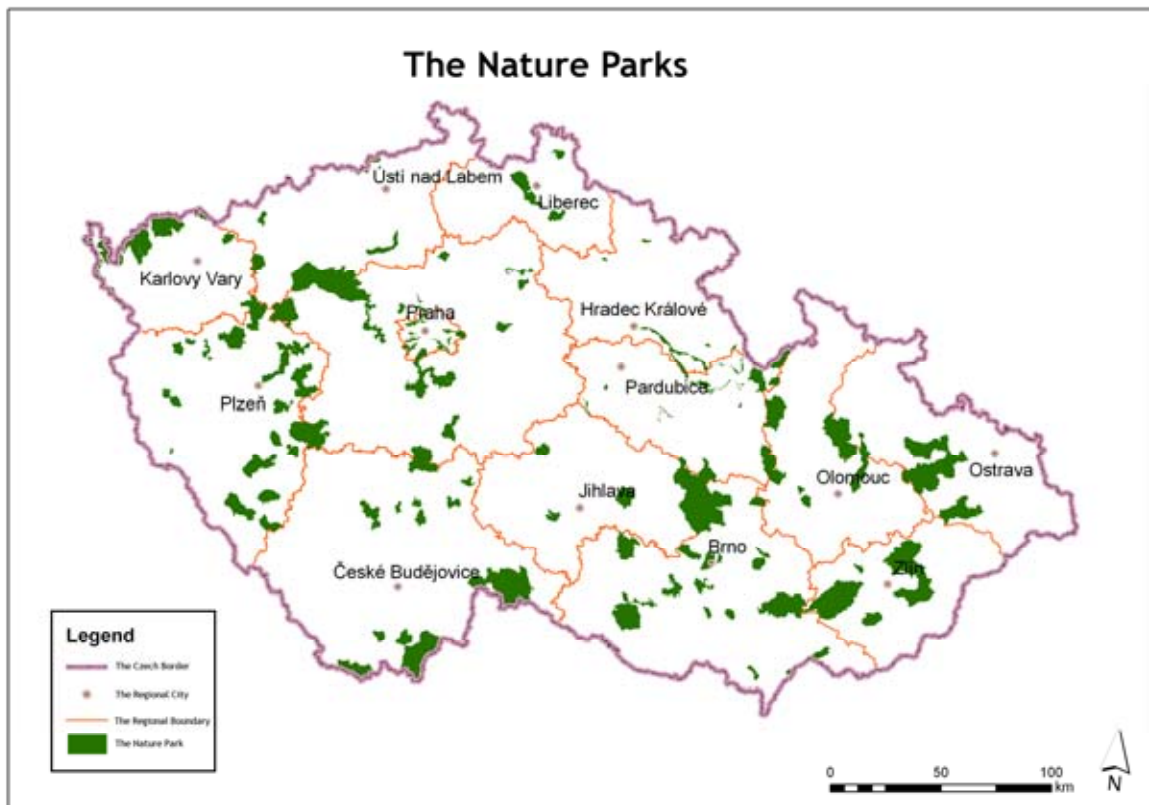 The Nature Parks
Ústí nad Labem
Liberec
Karlovy Vary
Praha
Hradec Králové
Pardubice
Plzeň
Olomouc
Ostrava
Jihlava
Brno
České Budějovice
Zlín
Legend
The Czech Border
The Regional City
The Regional Boundary
The Nature Park
0 50 100
km
N